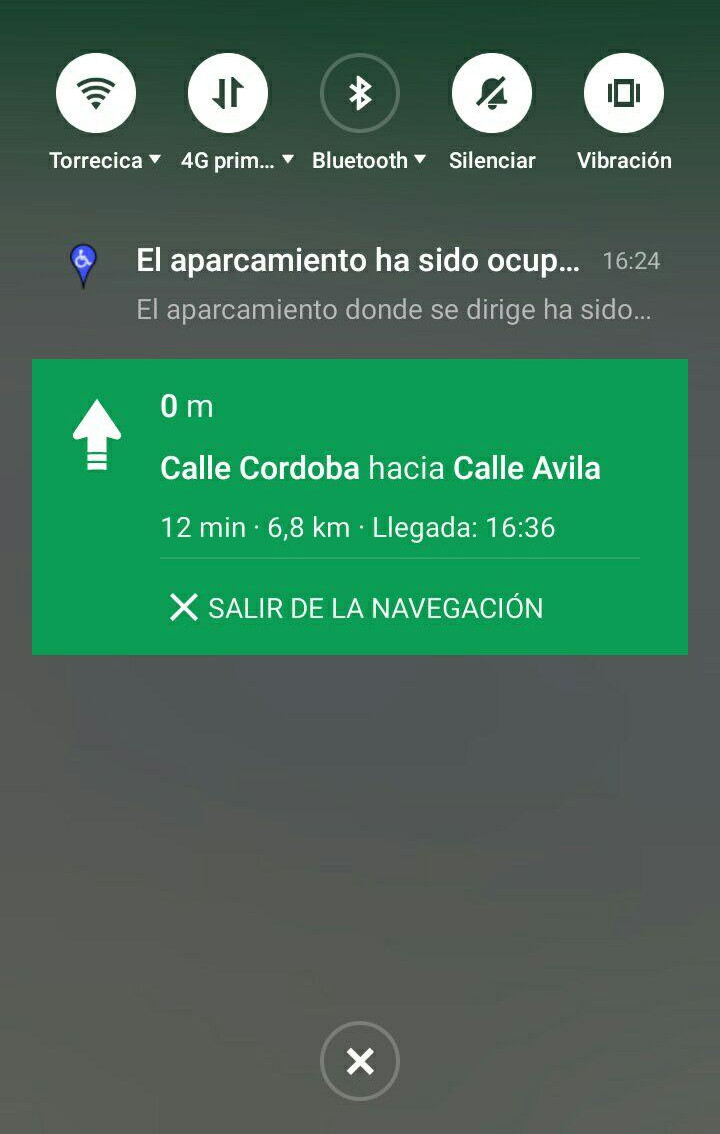 Torrecica 4G prim... Bluetooth Silenciar Vibración
El aparcamiento ha sido ocup... 16:24
El aparcamiento donde se dirige ha sido...
0 m
Calle Cordoba hacia Calle Avila
12 min · 6,8 km · Llegada: 16:36
SALIR DE LA NAVEGACIÓN